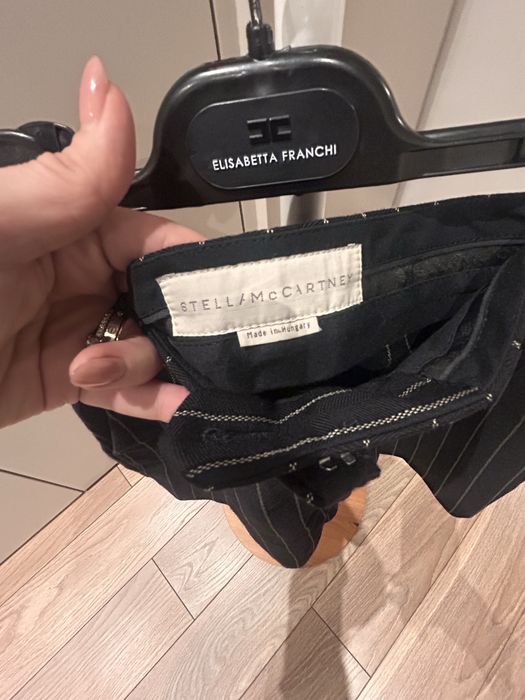 ELISABETTA FRANCHI
STELLA McCARTNEY
Made in Hungary